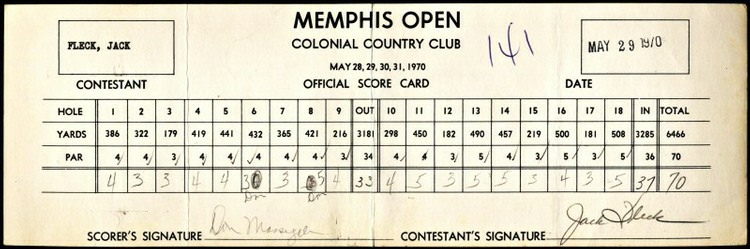 MEMPHIS OPEN
FLECK, JACK
COLONIAL COUNTRY CLUB
141
MAY 29 1970
MAY 28, 29, 30, 31, 1970
CONTESTANT OFFICIAL SCORE CARD DATE
HOLE 1 2 3 4 5 6 7 8 9 OUT 10 11 12 13 14 15 16 17 18 IN TOTAL
YARDS 386 322 179 419 441 432 365 421 216 3181 298 450 182 490 457 219 500 181 508 3285 6466
PAR 4 4 3 4 4 4 4 4 3 34 4 4 3 5 4 3 5 3 5 36 70
4 3 3 4 4 3 3 5 4 33 4 5 3 5 5 3 4 3 5 37 70
Don Don
SCORER'S SIGNATURE Don CONTESTANT'S SIGNATURE Jack Fleck